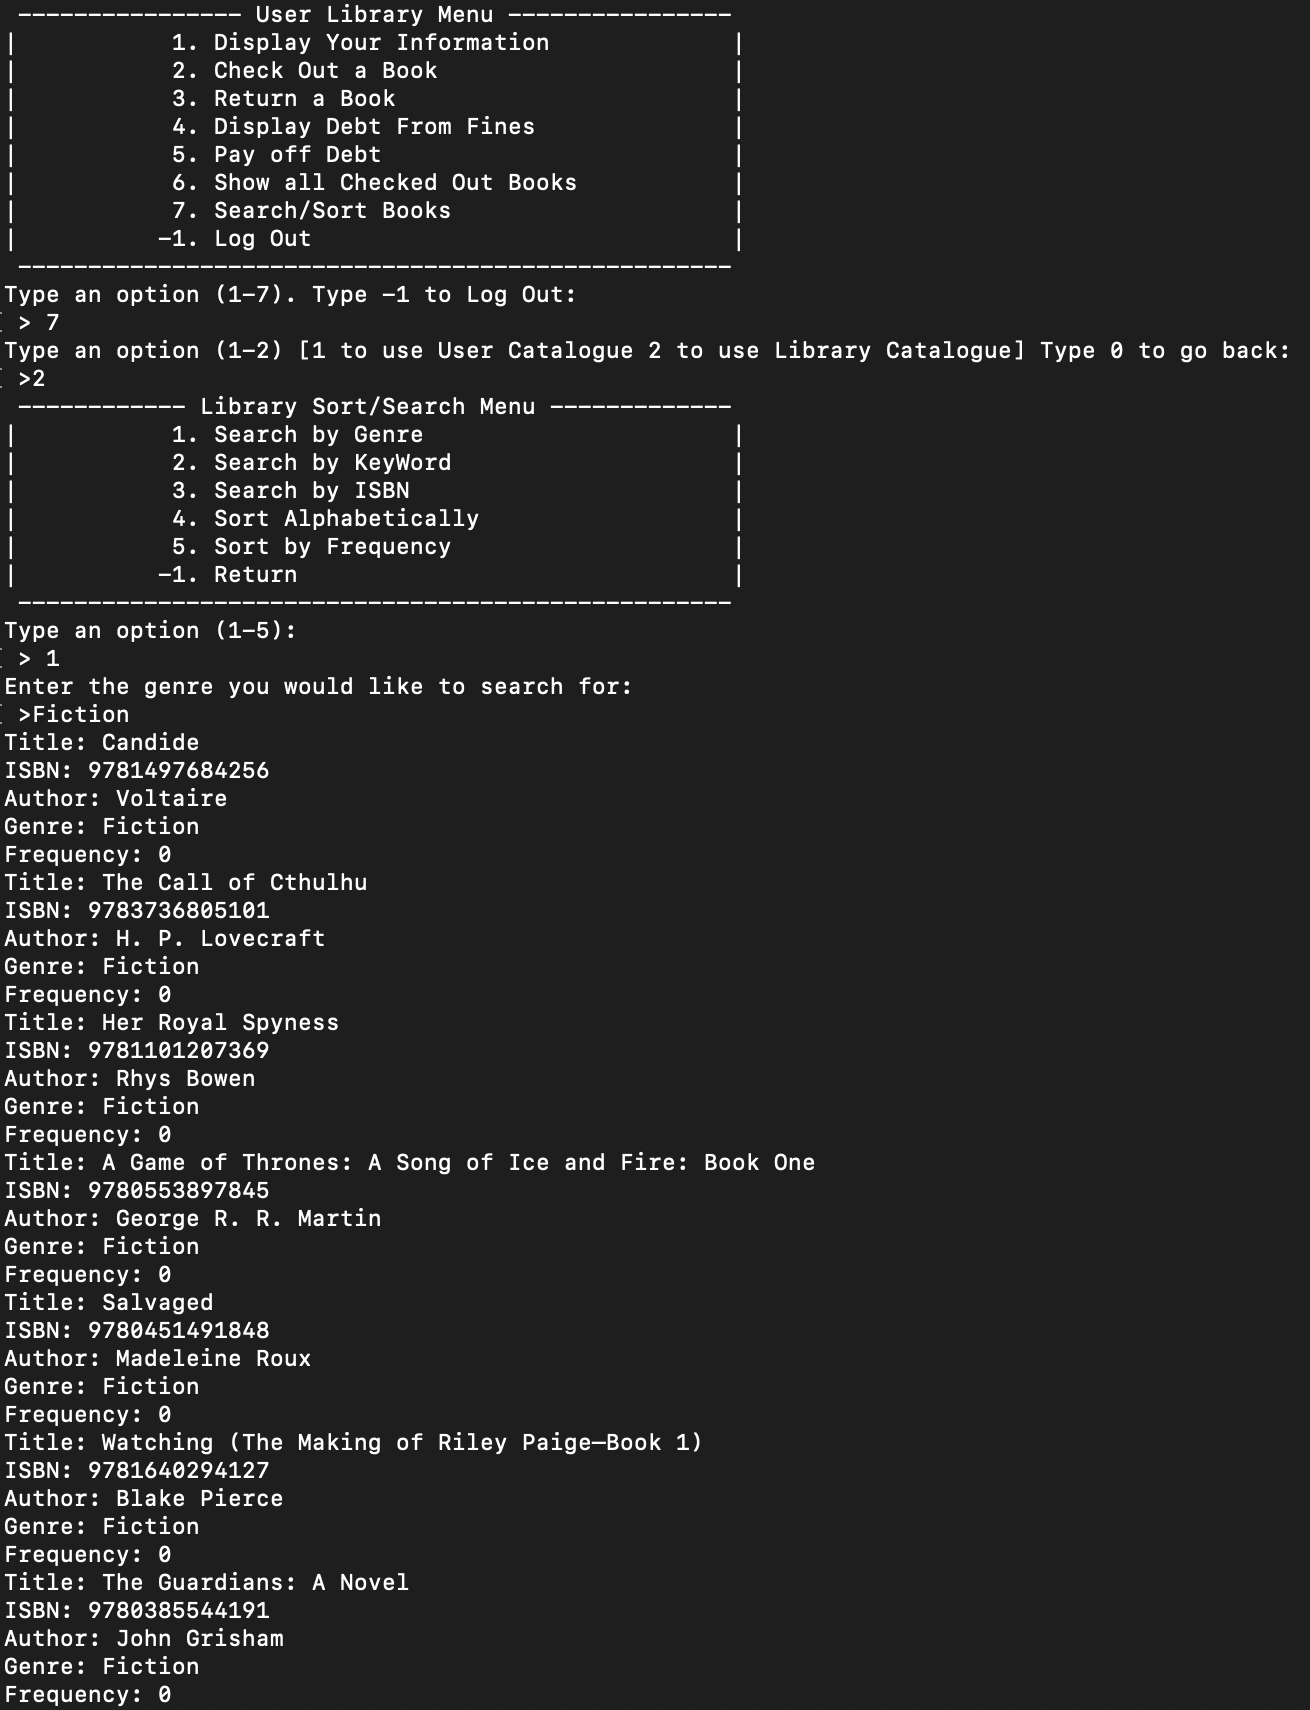 ---------------- User Library Menu ----------------
|           1. Display Your Information             |
|           2. Check Out a Book                     |
|           3. Return a Book                        |
|           4. Display Debt From Fines              |
|           5. Pay off Debt                         |
|           6. Show all Checked Out Books           |
|           7. Search/Sort Books                    |
|          -1. Log Out                              |
---------------------------------------------------
Type an option (1-7). Type -1 to Log Out:
> 7
Type an option (1-2) [1 to use User Catalogue 2 to use Library Catalogue] Type 0 to go back:
>2
------------ Library Sort/Search Menu -------------
|           1. Search by Genre                      |
|           2. Search by KeyWord                    |
|           3. Search by ISBN                       |
|           4. Sort Alphabetically                  |
|           5. Sort by Frequency                    |
|          -1. Return                               |
---------------------------------------------------
Type an option (1-5):
> 1
Enter the genre you would like to search for:
>Fiction
Title: Candide
ISBN: 9781497684256
Author: Voltaire
Genre: Fiction
Frequency: 0
Title: The Call of Cthulhu
ISBN: 9783736805101
Author: H. P. Lovecraft
Genre: Fiction
Frequency: 0
Title: Her Royal Spyness
ISBN: 9781101207369
Author: Rhys Bowen
Genre: Fiction
Frequency: 0
Title: A Game of Thrones: A Song of Ice and Fire: Book One
ISBN: 9780553897845
Author: George R. R. Martin
Genre: Fiction
Frequency: 0
Title: Salvaged
ISBN: 9780451491848
Author: Madeleine Roux
Genre: Fiction
Frequency: 0
Title: Watching (The Making of Riley Paige—Book 1)
ISBN: 9781640294127
Author: Blake Pierce
Genre: Fiction
Frequency: 0
Title: The Guardians: A Novel
ISBN: 9780385544191
Author: John Grisham
Genre: Fiction
Frequency: 0